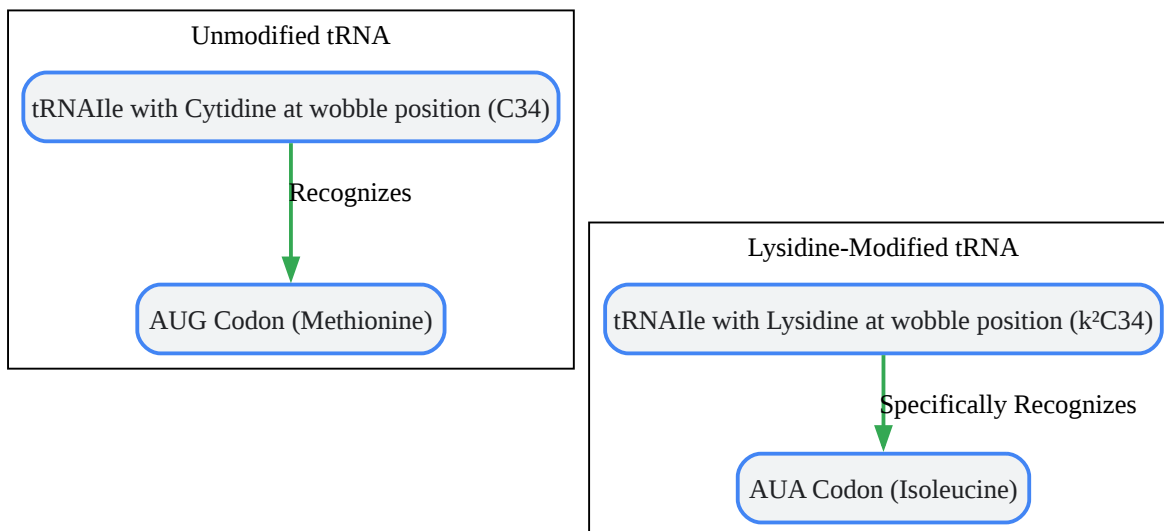 Unmodified tRNA
tRNAIle with Cytidine at wobble position (C34)
Recognizes
AUG Codon (Methionine)
Lysidine-Modified tRNA
tRNAIle with Lysidine at wobble position (k²C34)
Specifically Recognizes
AUA Codon (Isoleucine)